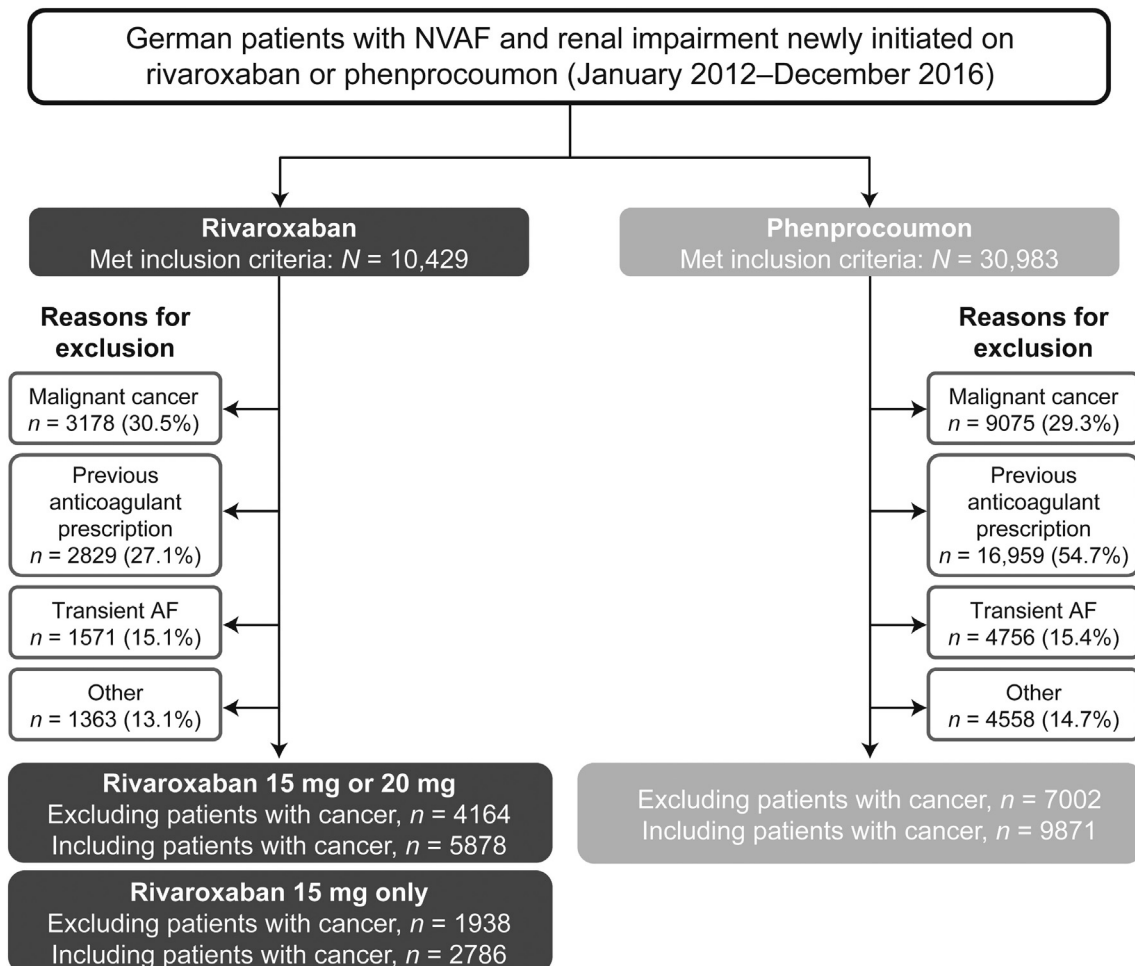 German patients with NVAF and renal impairment newly initiated on
rivaroxaban or phenprocoumon (January 2012–December 2016)
Rivaroxaban
Met inclusion criteria: N = 10,429
Phenprocoumon
Met inclusion criteria: N = 30,983
Reasons for
exclusion
Malignant cancer
n = 3178 (30.5%)
Previous
anticoagulant
prescription
n = 2829 (27.1%)
Transient AF
n = 1571 (15.1%)
Other
n = 1363 (13.1%)
Reasons for
exclusion
Malignant cancer
n = 9075 (29.3%)
Previous
anticoagulant
prescription
n = 16,959 (54.7%)
Transient AF
n = 4756 (15.4%)
Other
n = 4558 (14.7%)
Rivaroxaban 15 mg or 20 mg
Excluding patients with cancer, n = 4164
Including patients with cancer, n = 5878
Excluding patients with cancer, n = 7002
Including patients with cancer, n = 9871
Rivaroxaban 15 mg only
Excluding patients with cancer, n = 1938
Including patients with cancer, n = 2786